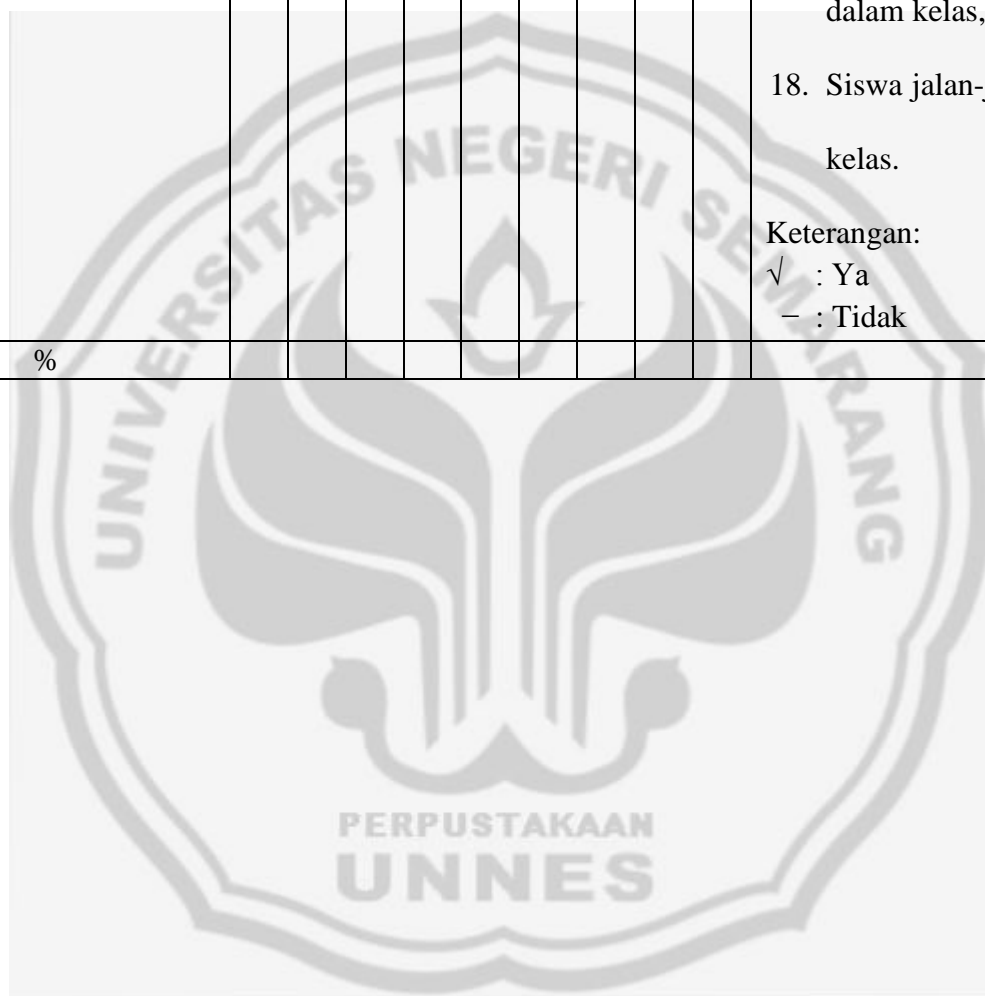 dalam kelas,
18. Siswa jalan-
kelas.
Keterangan:
√ : Ya
− : Tidak
%
UNIVERSITAS NEGERI SEMARANG
PERPUSTAKAAN
UNNES